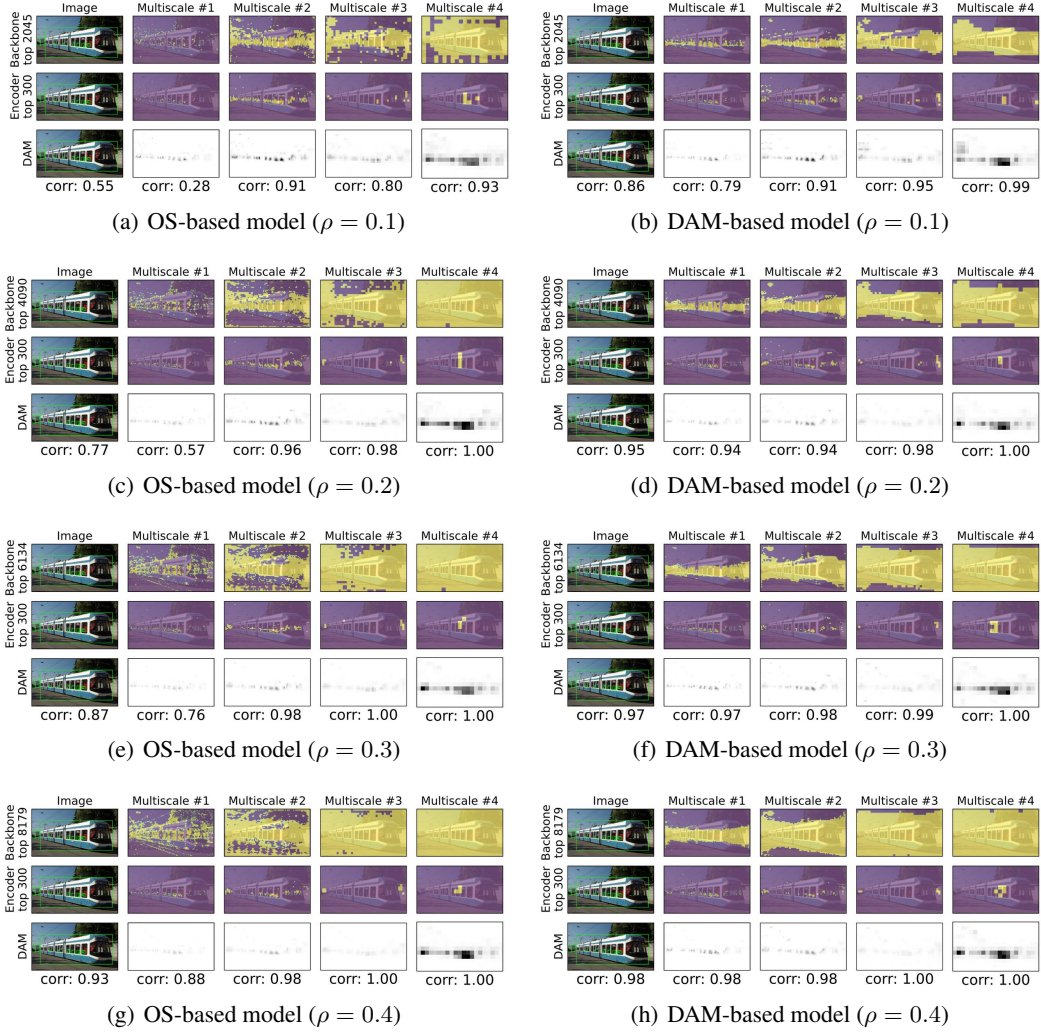 Image Multiscale #1 Multiscale #2 Multiscale #3 Multiscale #4
Backbone
top 2045
Encoder
top 300
DAM
corr: 0.55 corr: 0.28 corr: 0.91 corr: 0.80 corr: 0.93
(a) OS-based model (ρ = 0.1)
Image Multiscale #1 Multiscale #2 Multiscale #3 Multiscale #4
Backbone
top 2045
Encoder
top 300
DAM
corr: 0.86 corr: 0.79 corr: 0.91 corr: 0.95 corr: 0.99
(b) DAM-based model (ρ = 0.1)
Image Multiscale #1 Multiscale #2 Multiscale #3 Multiscale #4
Backbone
top 4090
Encoder
top 300
DAM
corr: 0.77 corr: 0.57 corr: 0.96 corr: 0.98 corr: 1.00
(c) OS-based model (ρ = 0.2)
Image Multiscale #1 Multiscale #2 Multiscale #3 Multiscale #4
Backbone
top 4090
Encoder
top 300
DAM
corr: 0.95 corr: 0.94 corr: 0.94 corr: 0.98 corr: 1.00
(d) DAM-based model (ρ = 0.2)
Image Multiscale #1 Multiscale #2 Multiscale #3 Multiscale #4
Backbone
top 6134
Encoder
top 300
DAM
corr: 0.87 corr: 0.76 corr: 0.98 corr: 1.00 corr: 1.00
(e) OS-based model (ρ = 0.3)
Image Multiscale #1 Multiscale #2 Multiscale #3 Multiscale #4
Backbone
top 6134
Encoder
top 300
DAM
corr: 0.97 corr: 0.97 corr: 0.98 corr: 0.99 corr: 1.00
(f) DAM-based model (ρ = 0.3)
Image Multiscale #1 Multiscale #2 Multiscale #3 Multiscale #4
Backbone
top 8179
Encoder
top 300
DAM
corr: 0.93 corr: 0.88 corr: 0.98 corr: 1.00 corr: 1.00
(g) OS-based model (ρ = 0.4)
Image Multiscale #1 Multiscale #2 Multiscale #3 Multiscale #4
Backbone
top 8179
Encoder
top 300
DAM
corr: 0.98 corr: 0.98 corr: 0.98 corr: 1.00 corr: 1.00
(h) DAM-based model (ρ = 0.4)